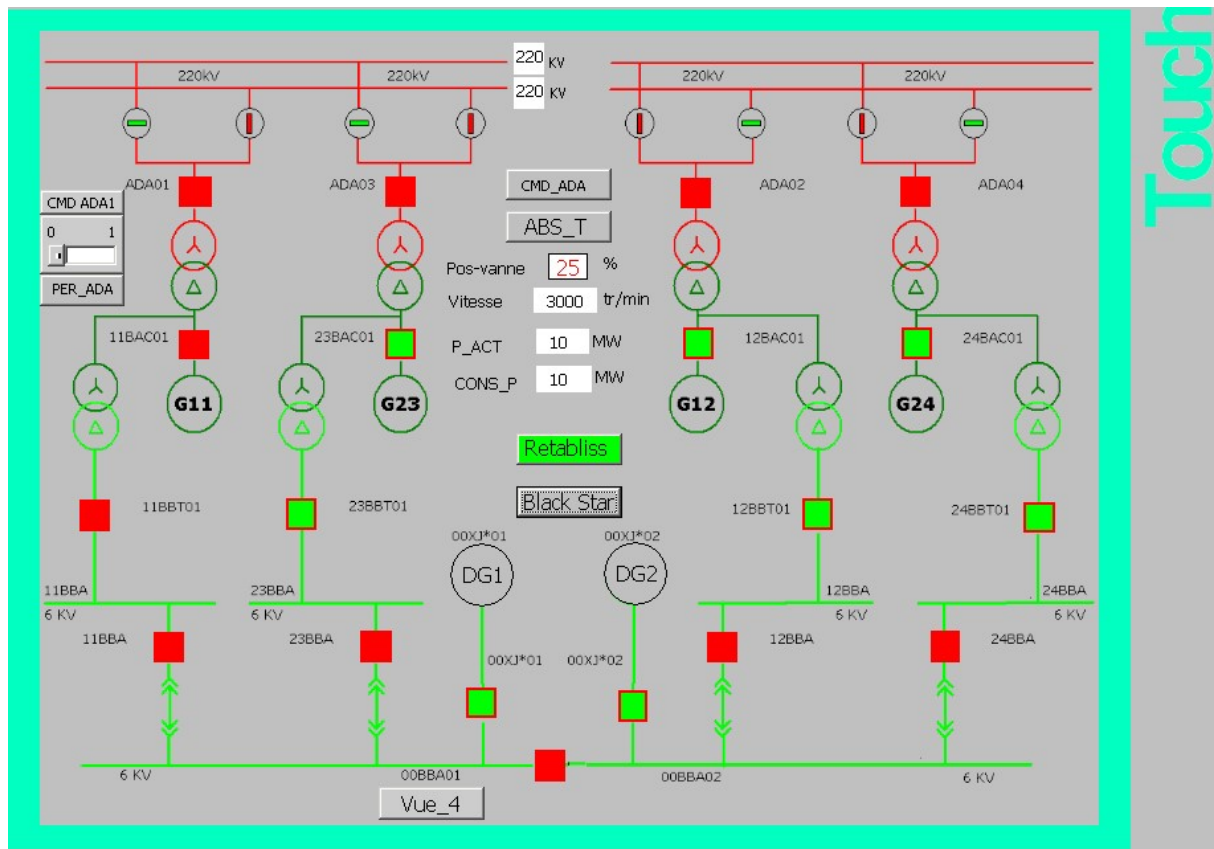 220 KV
220kV 220kV 220kV 220kV
220 KV
ADA01 ADA03 CMD_ADA ADA02 ADA04
CMD ADA1
0 1
PER_ADA
ABS_T
Pos-vanne 25 %
Vitesse 3000 tr/min
11BAC01 23BAC01 12BAC01 24BAC01
P_ACT 10 MW
CONS_P 10 MW
G11 G23 G12 G24
Retabliss
Black Star
11BBT01 23BBT01 12BBT01 24BBT01
00XJ*01 00XJ*02
DG1 DG2
11BBA 23BBA 12BBA 24BBA
6 KV 6 KV 6 KV 6 KV
11BBA 23BBA 12BBA 24BBA
00XJ*01 00XJ*02
6 KV 00BBA01 00BBA02 6 KV
Vue_4
Touch